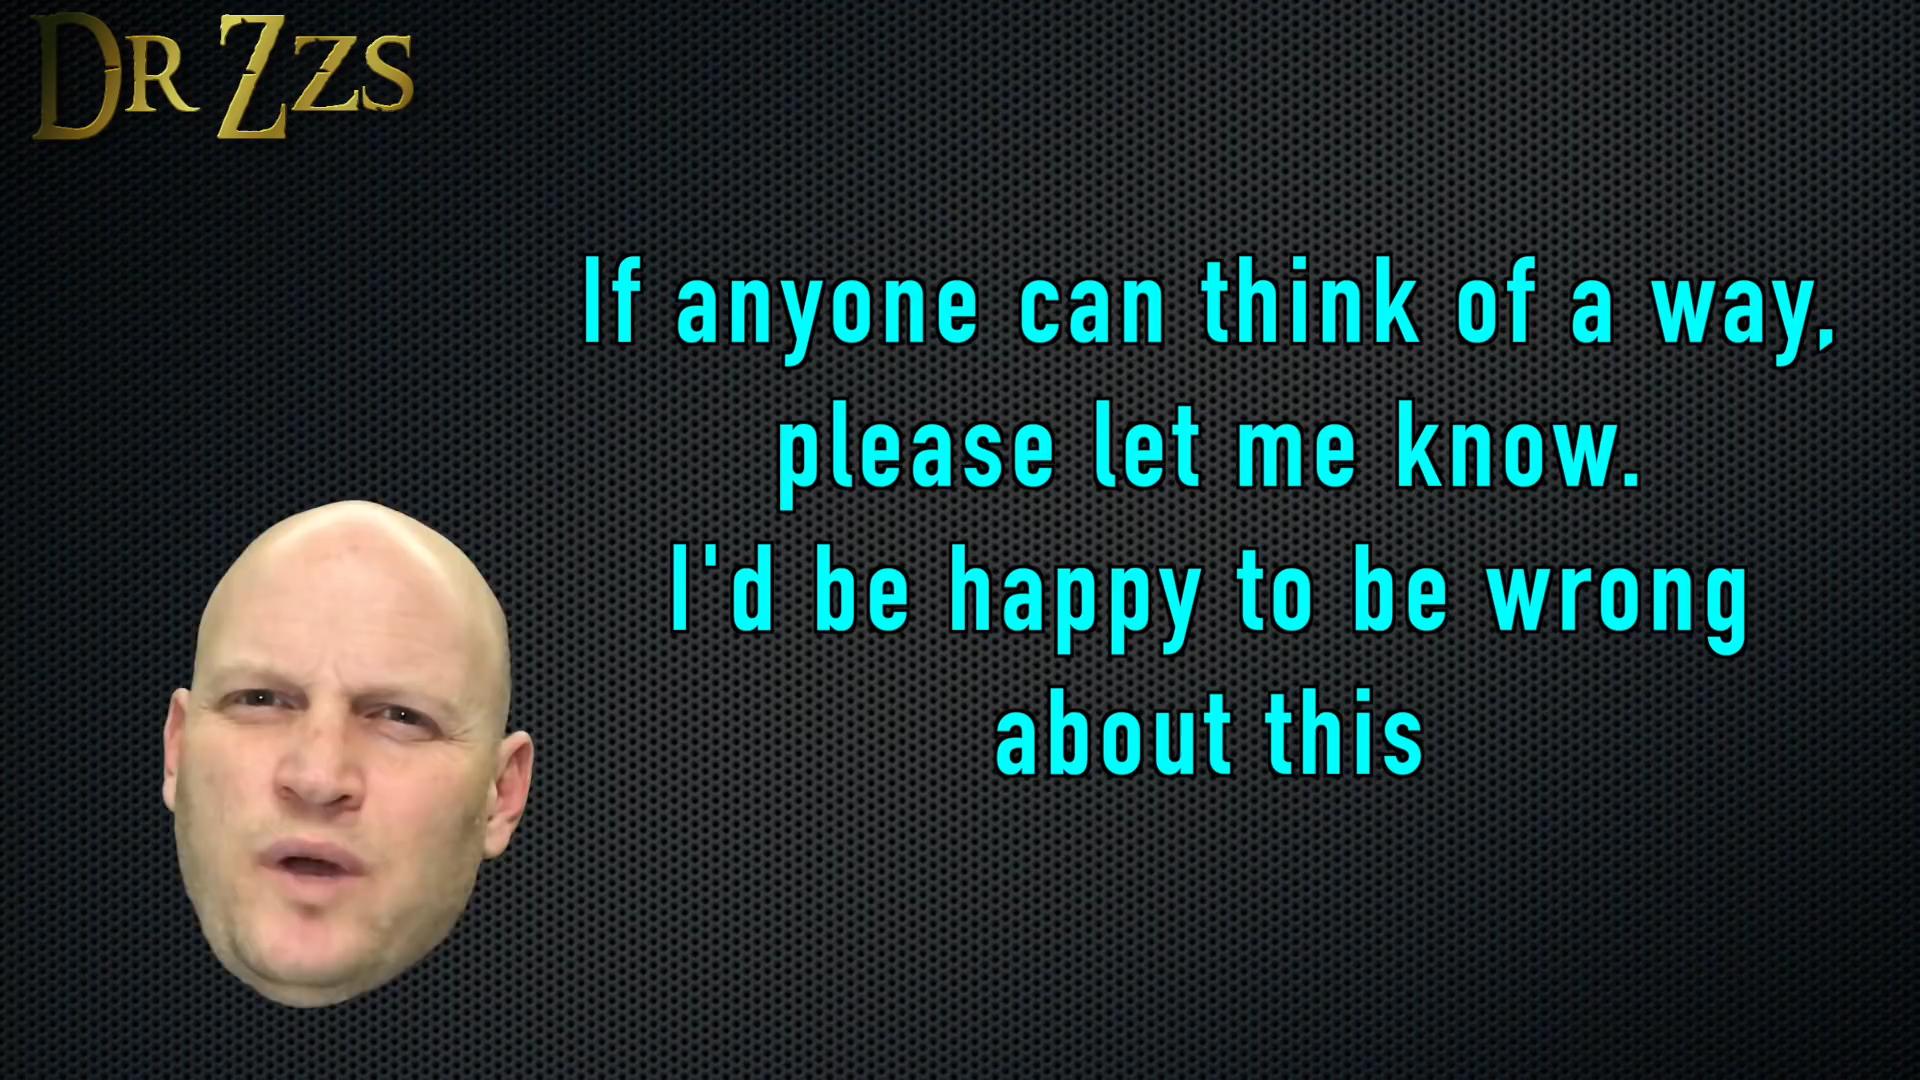 Dr Zzs
If anyone can think of a way,
please let me know.
I'd be happy to be wrong
about this